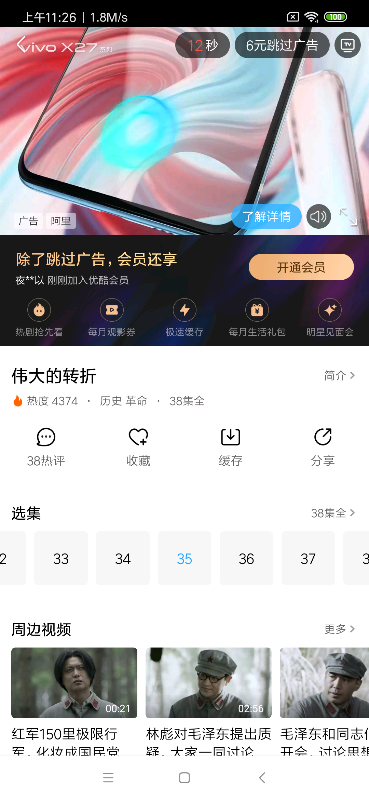 上午11:26 | 1.8M/s
100
vivo X27 系列
12秒
6元跳过广告
TV
广告
阿里
了解详情
除了跳过广告，会员还享
夜**以 刚刚加入优酷会员
开通会员
热剧抢先看
每月观影券
极速缓存
每月生活礼包
明星见面会
伟大的转折
简介 >
热度 4374 · 历史 革命 · 38集全
38热评
收藏
缓存
分享
选集
38集全 >
2
33
34
35
36
37
3
周边视频
更多 >
00:21
02:56
红军150里极限行
军，化妆成国民党
林彪对毛泽东提出质
疑，大家一同讨论
毛泽东和同志们
开会，讨论思想